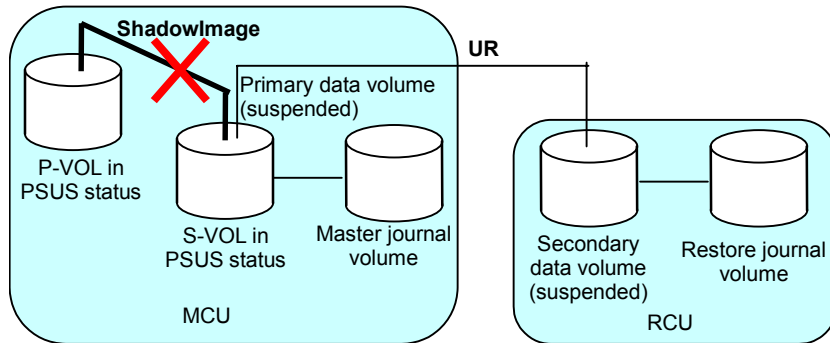 ShadowImage
UR
Primary data volume
(suspended)
P-VOL in
PSUS status
S-VOL in
PSUS status
Master journal
volume
MCU
Secondary
data volume
(suspended)
Restore journal
volume
RCU